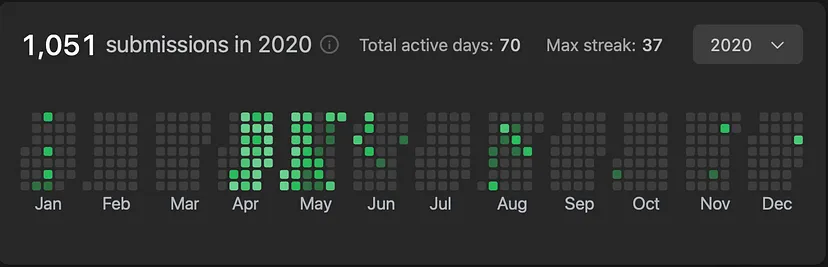 1,051 submissions in 2020 Total active days: 70 Max streak: 37 2020
Jan Feb Mar Apr May Jun Jul Aug Sep Oct Nov Dec